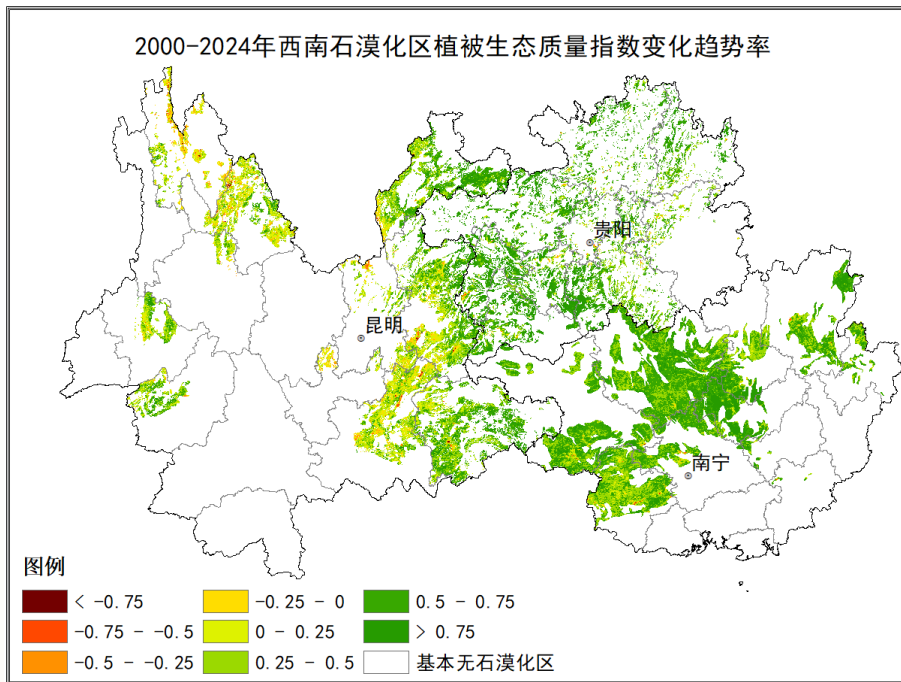 2000-2024年西南石漠化区植被生态质量指数变化趋势率
贵阳
昆明
南宁
图例
< -0.75
-0.25 - 0
0.5 - 0.75
-0.75 - -0.5
0 - 0.25
> 0.75
-0.5 - -0.25
0.25 - 0.5
基本无石漠化区